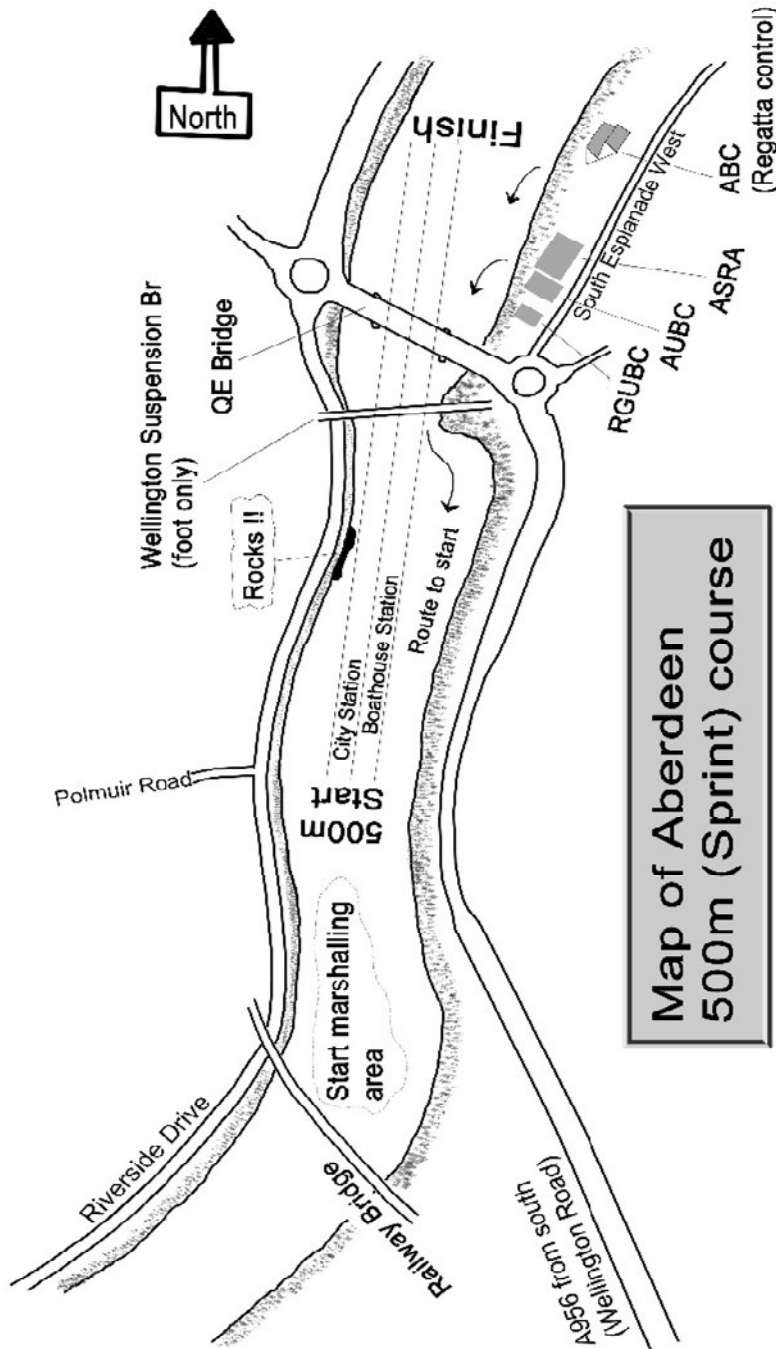 North
Finish
Wellington Suspension Br
(foot only)
QE Bridge
Rocks !!
Polmuir Road
City Station
Boathouse Station
Route to start
500m
Start
Start marshalling
area
Riverside Drive
Railway Bridge
A956 from south
(Wellington Road)
South Esplanade West
RGUBC
AUBC
ASRA
ABC
(Regatta control)
Map of Aberdeen
500m (Sprint) course